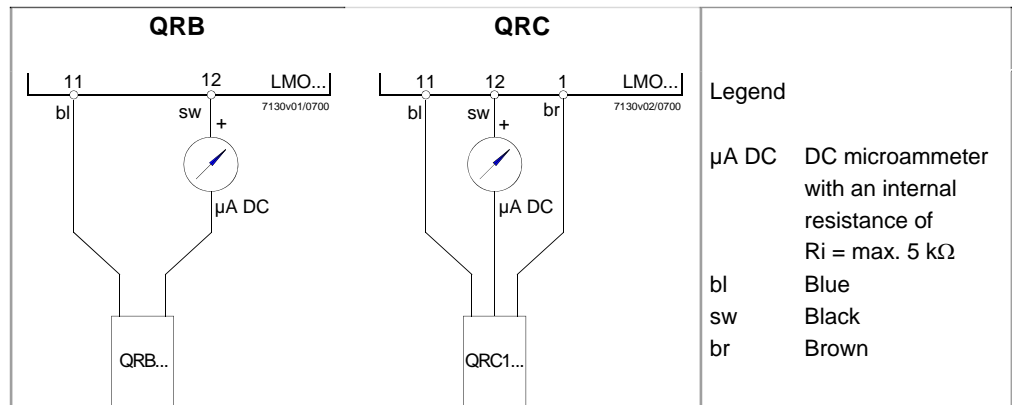 QRB
11
12
LMO...
bl
sw
7130v01/0700
+
µA DC
QRB...
QRC
11
12
1
LMO...
bl
sw
br
7130v02/0700
+
µA DC
QRC1...
Legend
µA DC DC microammeter
with an internal
resistance of
Ri = max. 5 kΩ
bl Blue
sw Black
br Brown